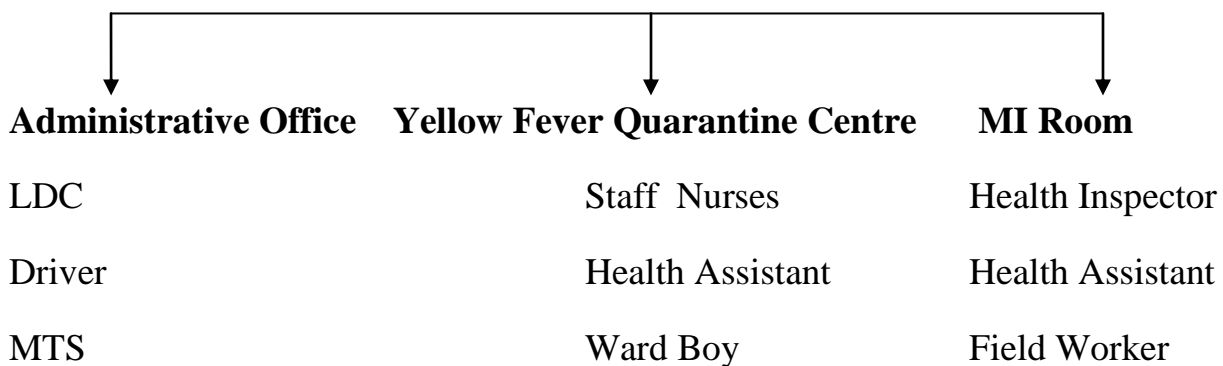 Administrative Office Yellow Fever Quarantine Centre MI Room
LDC Staff Nurses Health Inspector
Driver Health Assistant Health Assistant
MTS Ward Boy Field Worker